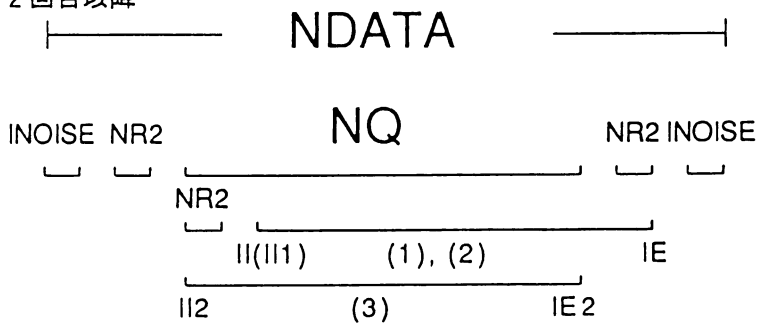 2回目以降
NDATA
INOISE NR2 NQ NR2 INOISE
NR2
II(II1) (1), (2) IE
II2 (3) IE2